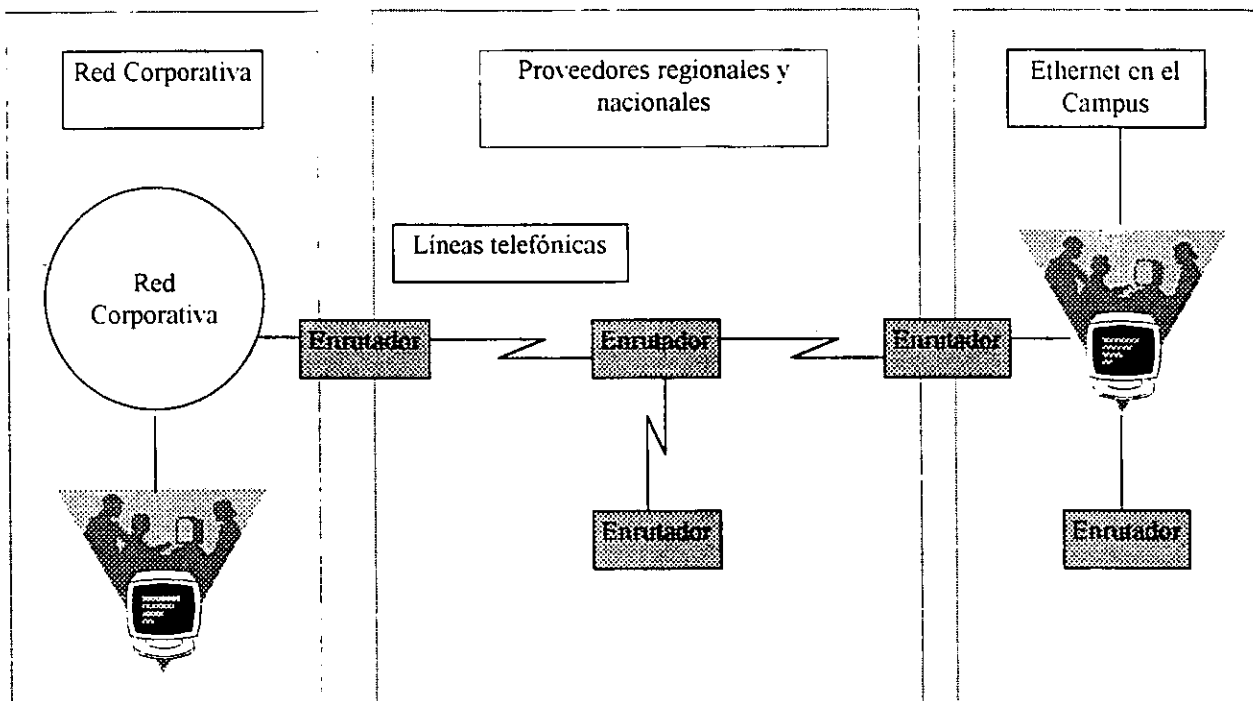 Red Corporativa
Proveedores regionales y
nacionales
Ethernet en el
Campus
Líneas telefónicas
Red
Corporativa
Enrutador
Enrutador
Enrutador
Enrutador
Enrutador